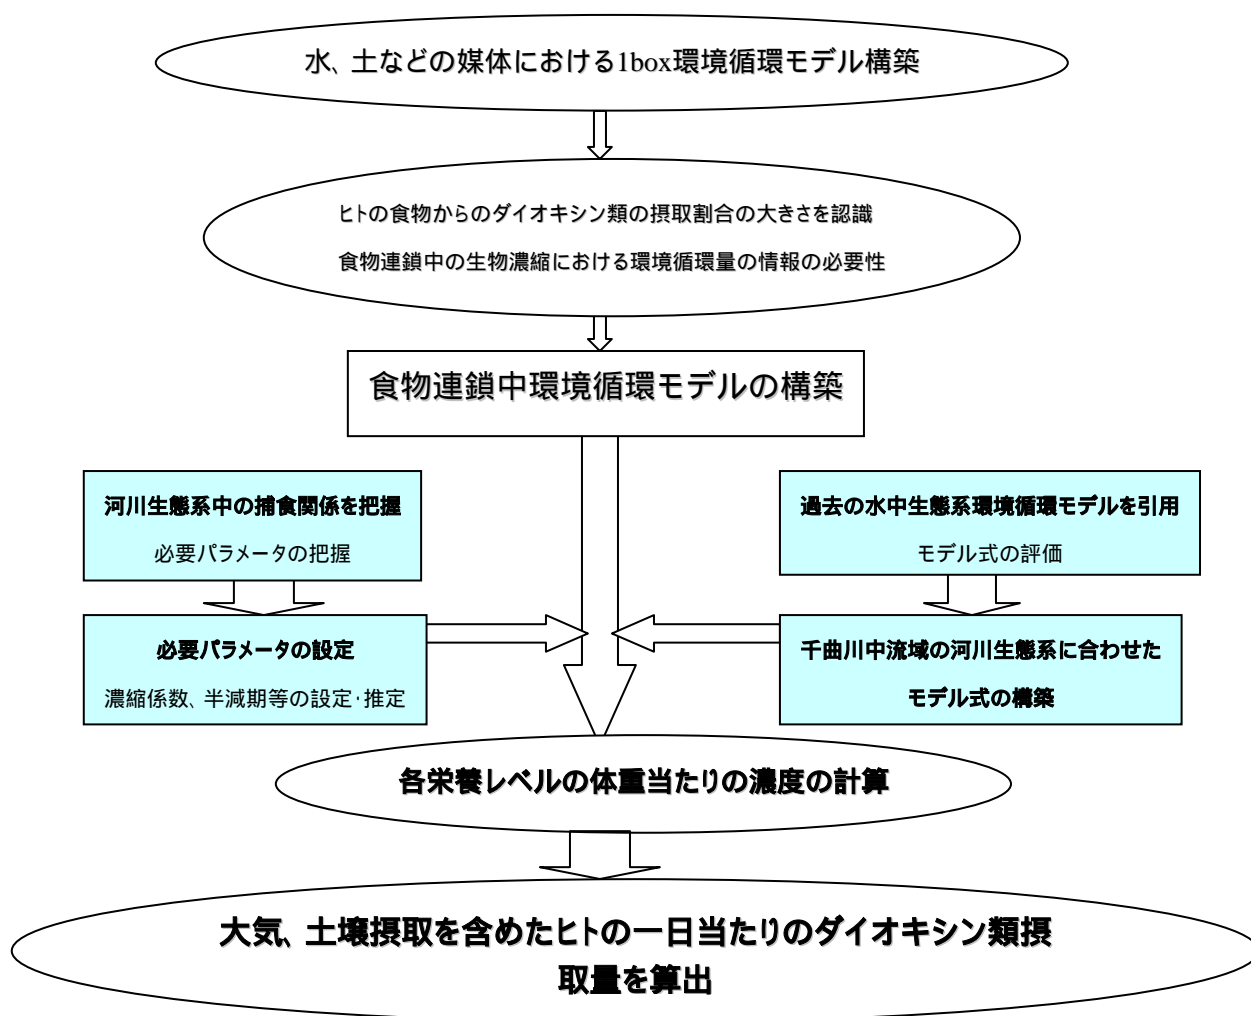 水、土などの媒体における1box環境循環モデル構築
ヒトの食物からのダイオキシン類の摂取割合の大きさを認識
食物連鎖中の生物濃縮における環境循環量の情報の必要性
食物連鎖中環境循環モデルの構築
河川生態系中の捕食関係を把握
必要パラメータの把握
過去の水中生態系環境循環モデルを引用
モデル式の評価
必要パラメータの設定
濃縮係数、半減期等の設定・推定
千曲川中流域の河川生態系に合わせた
モデル式の構築
各栄養レベルの体重当たりの濃度の計算
大気、土壌摂取を含めたヒトの一日当たりのダイオキシン類摂
取量を算出